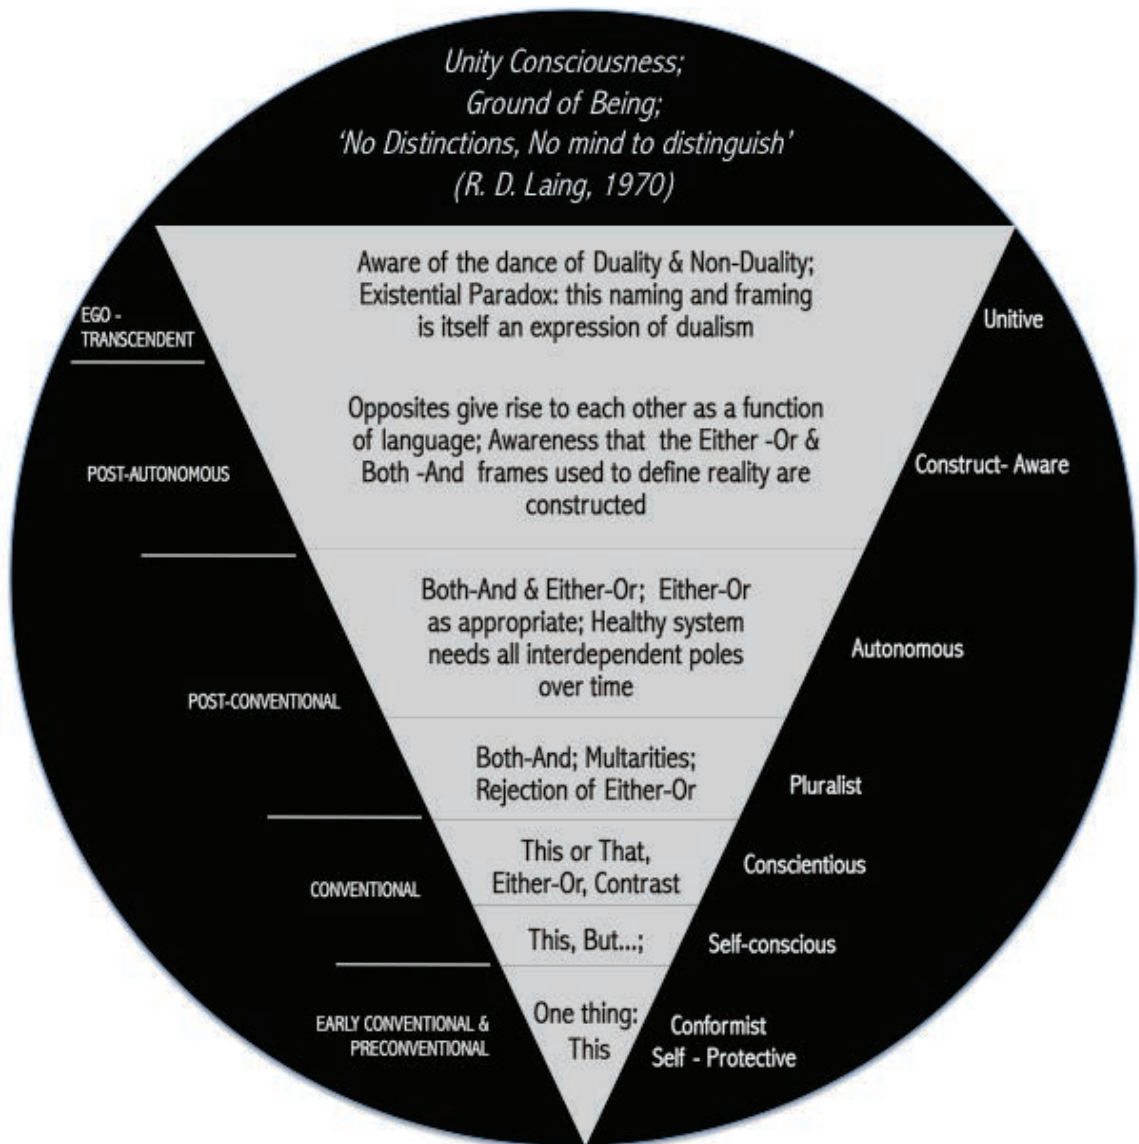 Unity Consciousness;
Ground of Being;
‘No Distinctions, No mind to distinguish’
(R. D. Laing, 1970)
Aware of the dance of Duality & Non-Duality;
Existential Paradox: this naming and framing
is itself an expression of dualism
EGO -
TRANSCENDENT
Unitive
Opposites give rise to each other as a function
of language; Awareness that the Either -Or &
Both -And frames used to define reality are
constructed
POST-AUTONOMOUS
Construct- Aware
Both-And & Either-Or; Either-Or
as appropriate; Healthy system
needs all interdependent poles
over time
Autonomous
POST-CONVENTIONAL
Both-And; Multarities;
Rejection of Either-Or
Pluralist
This or That,
Either-Or, Contrast
Conscientious
CONVENTIONAL
This, But...;
Self-conscious
One thing:
This
EARLY CONVENTIONAL &
PRECONVENTIONAL
Conformist
Self - Protective